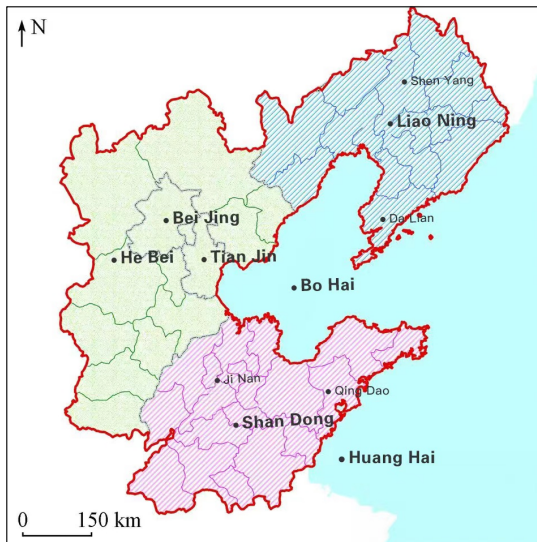 N
Shen Yang
Liao Ning
Bei Jing
Da Lian
He Bei
Tian Jin
Bo Hai
Ji Nan
Qing Dao
Shan Dong
Huang Hai
0 150 km